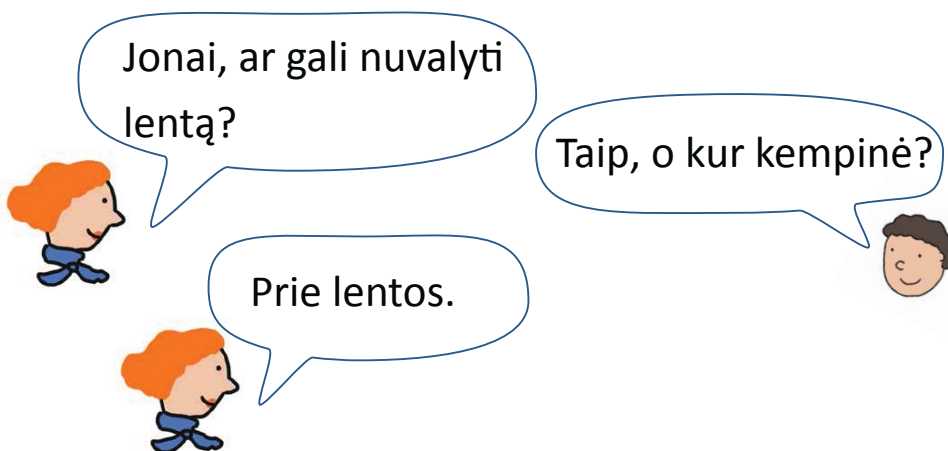 Jonai, ar gali nuvalyti
lentą?
Taip, o kur kempinė?
Prie lentos.